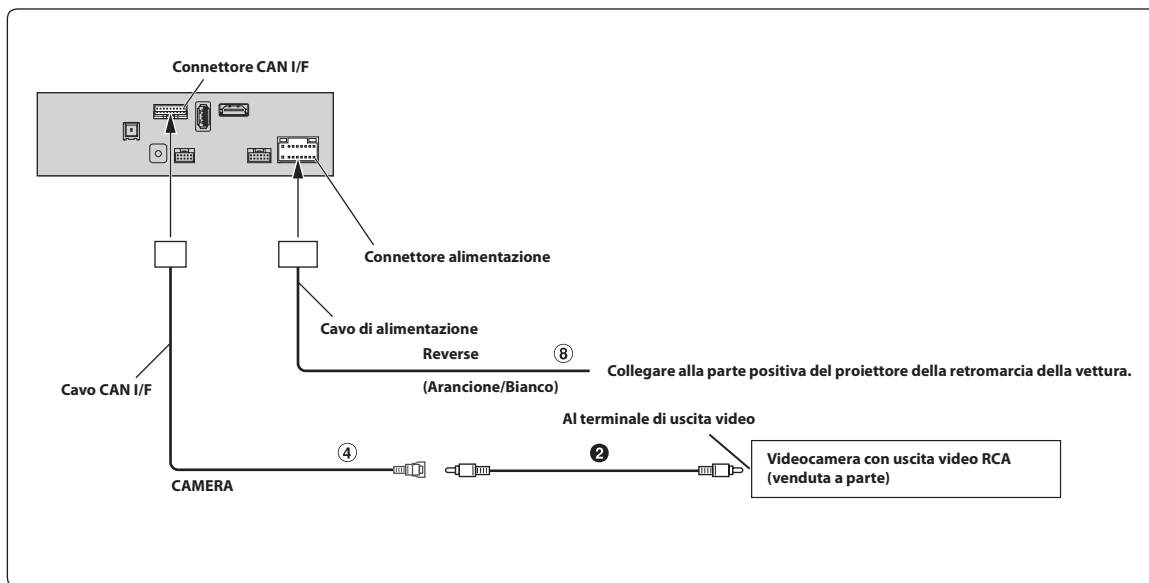 Connettore CAN I/F
Connettore alimentazione
Cavo di alimentazione
Reverse
⑧
(Arancione/Bianco)
Collegare alla parte positiva del proiettore della retromarcia della vettura.
Cavo CAN I/F
Al terminale di uscita video
④
❷
CAMERA
Videocamera con uscita video RCA
(venduta a parte)